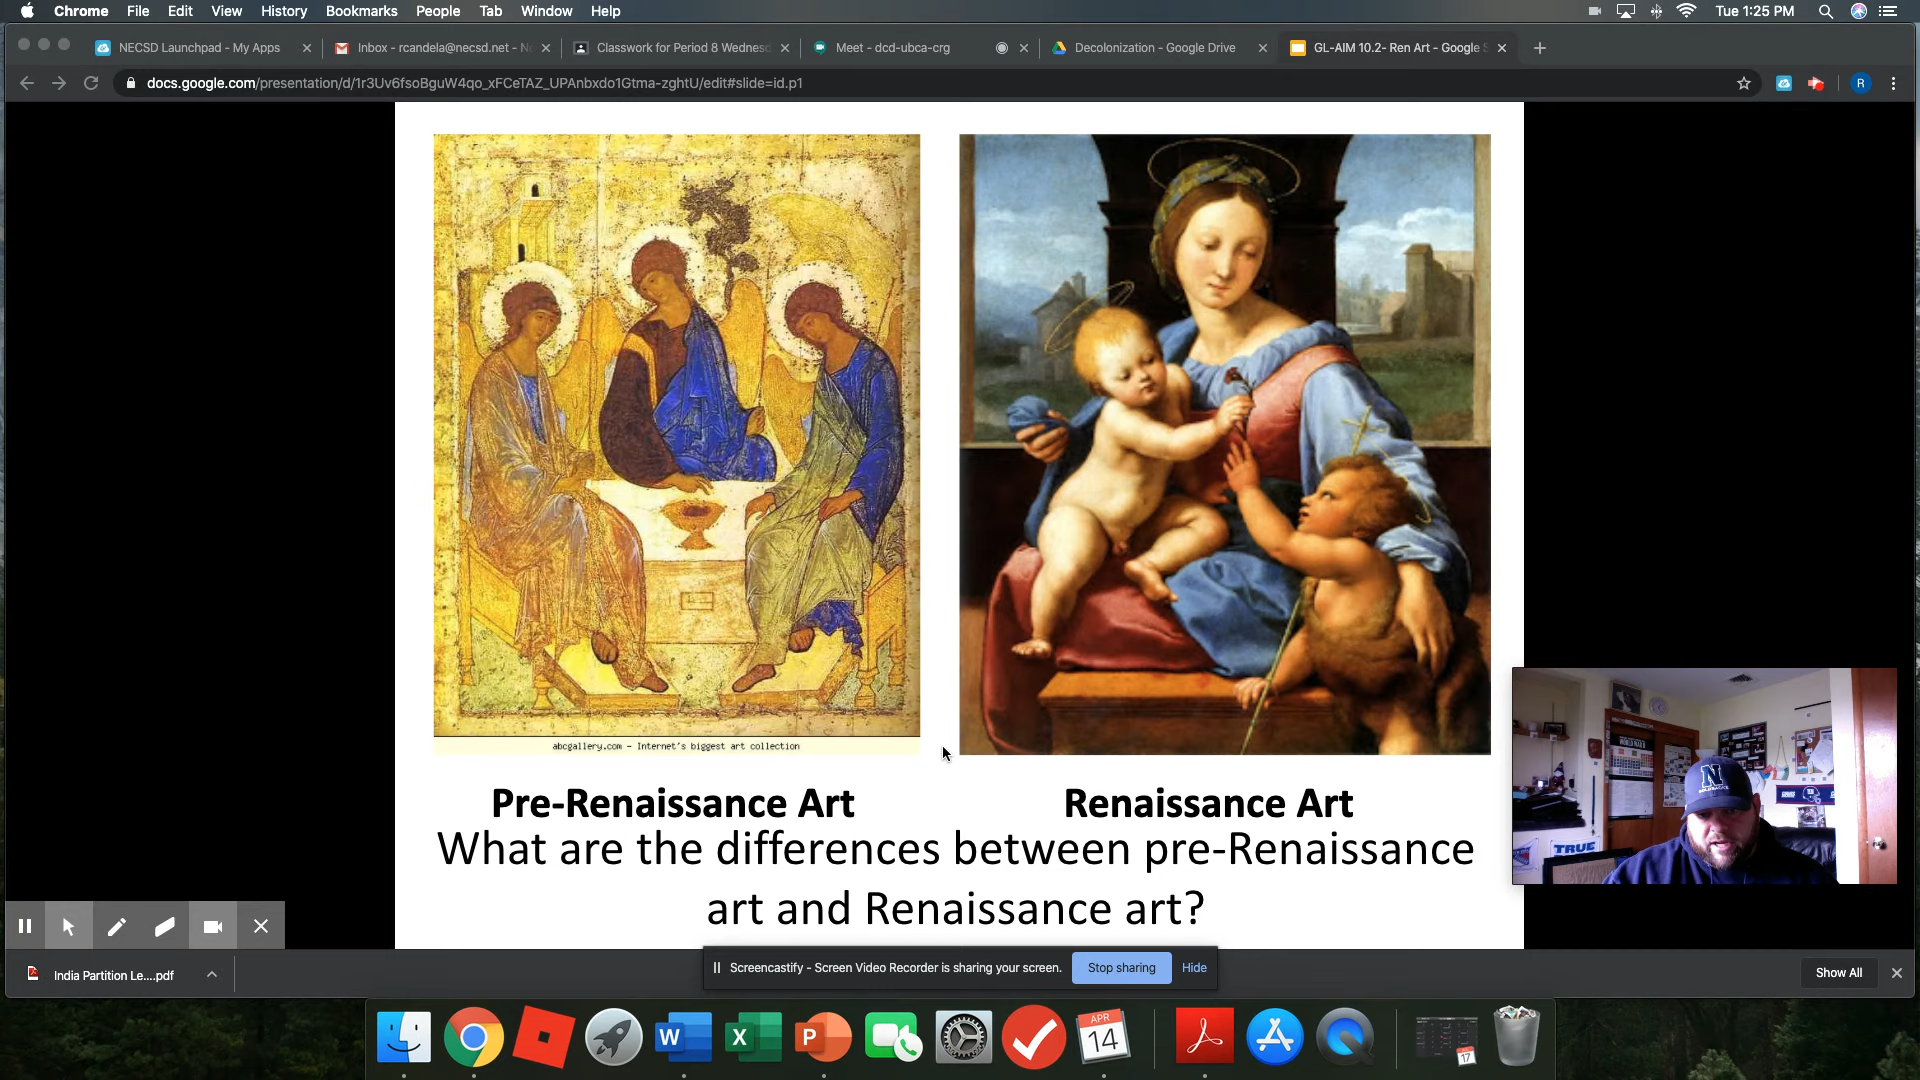 Chrome File Edit View History Bookmarks People Tab Window Help Tue 1:25 PM
NECSD Launchpad - My Apps Inbox - rcandela@necsd.net - N Classwork for Period 8 Wednesd Meet - dcd-ubca-crg Decolonization - Google Drive GL-AIM 10.2- Ren Art - Google S
docs.google.com/presentation/d/1r3Uv6fsoBguW4qo_xFCeTAZ_UPAnbxdo1Gtma-zghtU/edit#slide=id.p1 R
abcgallery.com - Internet's biggest art collection
Pre-Renaissance Art Renaissance Art
What are the differences between pre-Renaissance
art and Renaissance art?
N
TRUE
Screencastify - Screen Video Recorder is sharing your screen. Stop sharing Hide
India Partition Le....pdf Show All
W X P APR
14
17